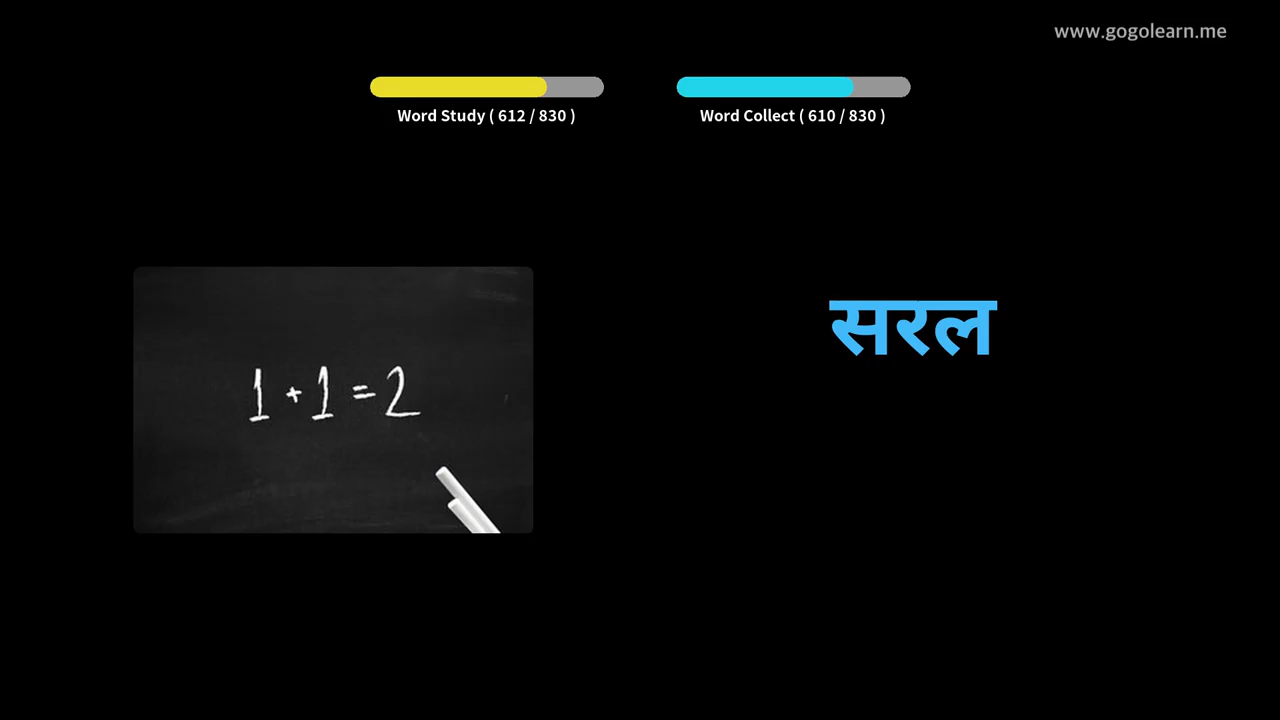 www.gogolearn.me
Word Study ( 612 / 830 )
Word Collect ( 610 / 830 )
सरल
1 + 1 = 2